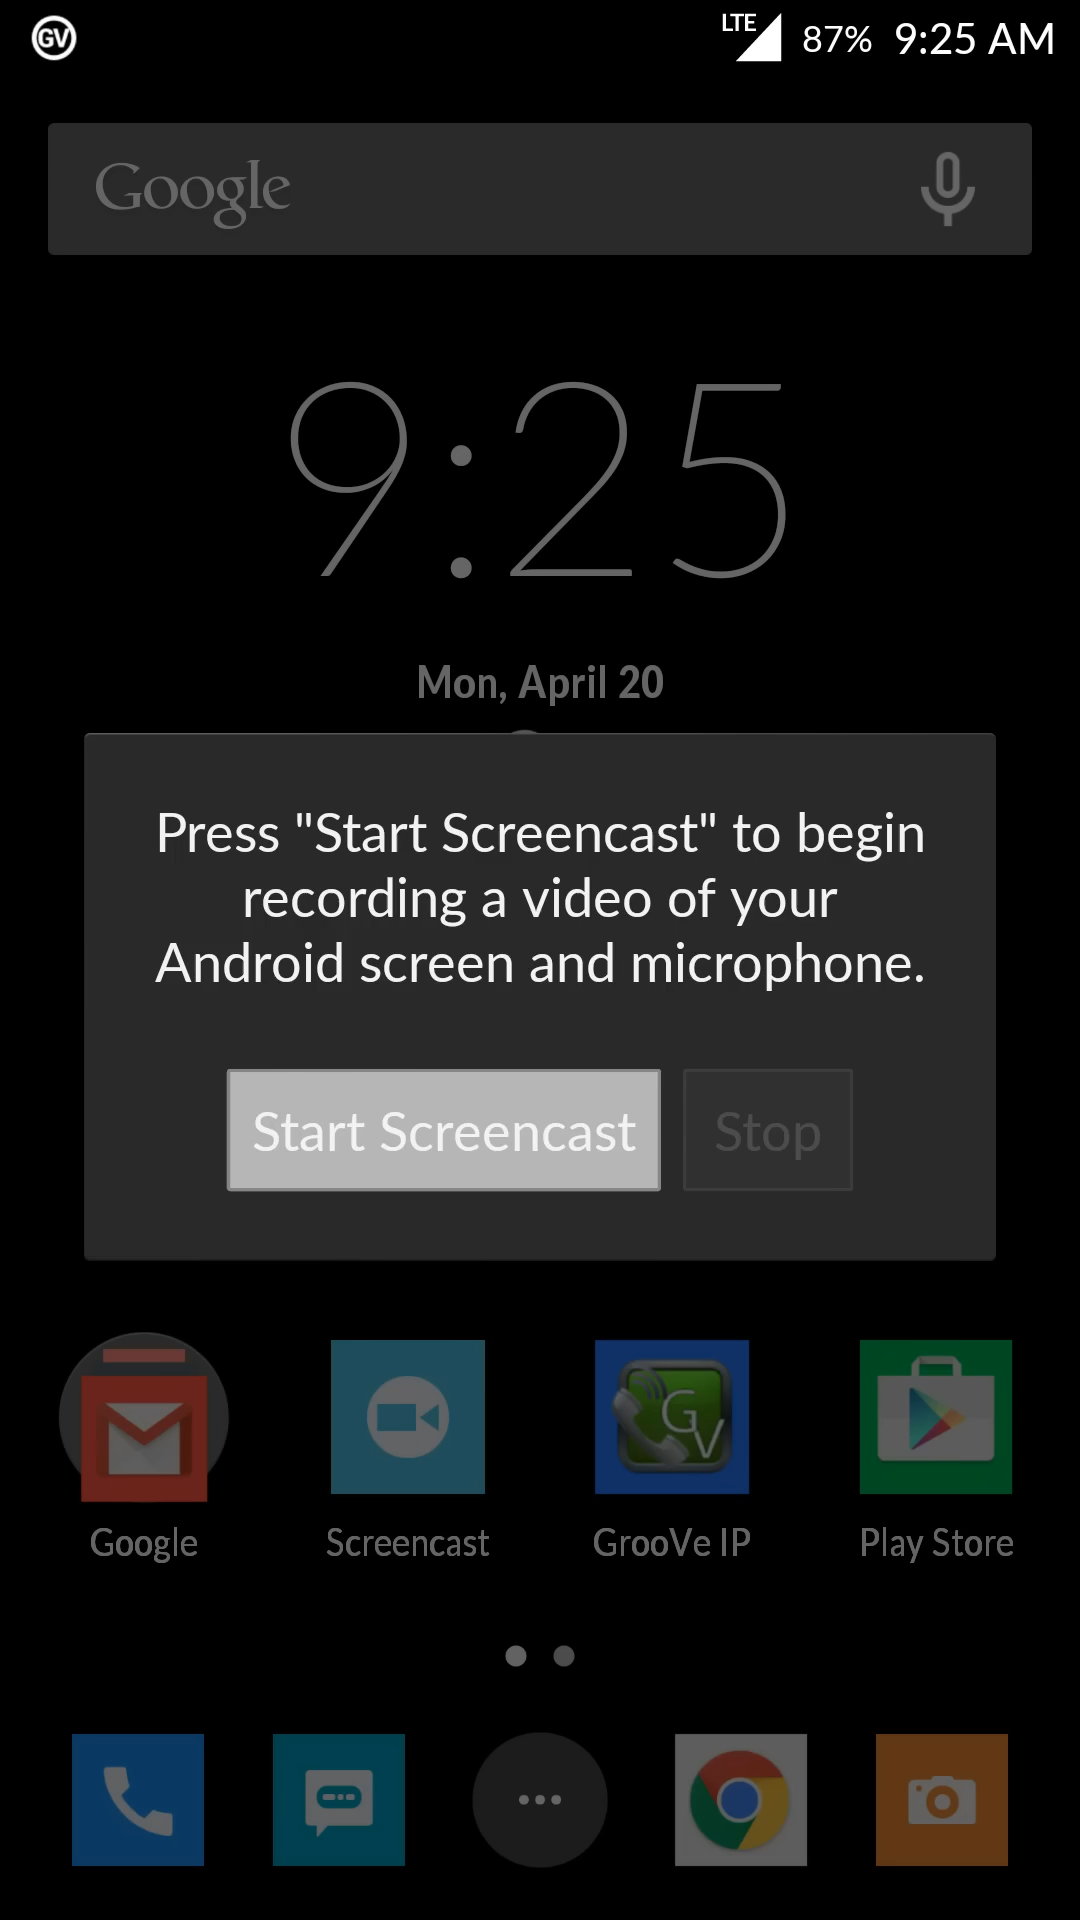 GV
LTE 87% 9:25 AM
Google
9:25
Mon, April 20
Press "Start Screencast" to begin
recording a video of your
Android screen and microphone.
Start Screencast Stop
GV
Google Screencast GrooVe IP Play Store